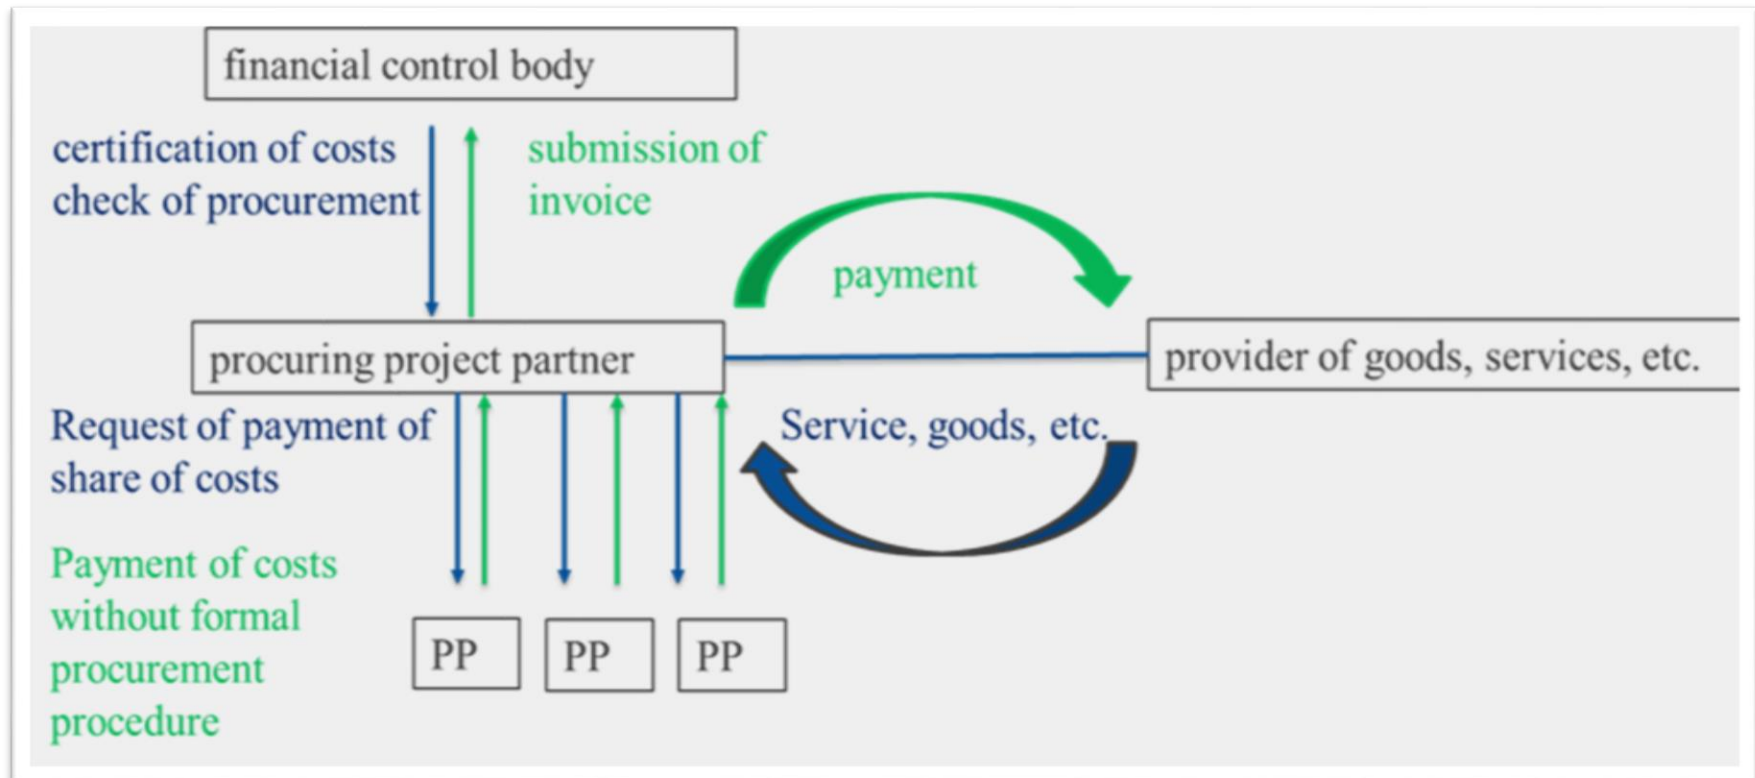 financial control body
certification of costs
check of procurement
submission of
invoice
payment
procuring project partner
provider of goods, services, etc.
Request of payment of
share of costs
Service, goods, etc.
Payment of costs
without formal
procurement
procedure
PP
PP
PP